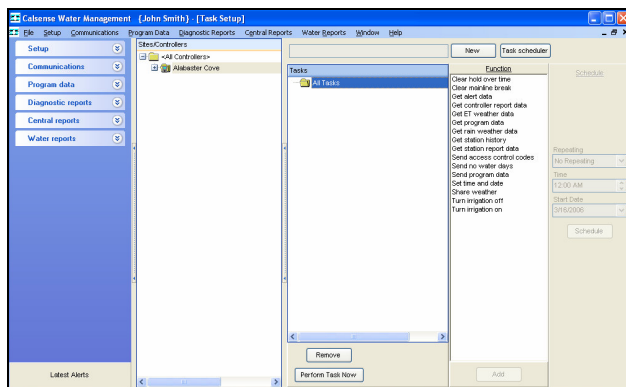 Calsense Water Management {John Smith} - [Task Setup]
File Setup Communications Program Data Diagnostic Reports Central Reports Water Reports Window Help
Setup
Communications
Program data
Diagnostic reports
Central reports
Water reports
Latest Alerts
Sites/Controllers
<All Controllers>
Alabaster Cove
New
Task scheduler
Tasks
All Tasks
Remove
Perform Task Now
Function
Clear hold over time
Clear mainline break
Get alert data
Get controller report data
Get ET weather data
Get program data
Get rain weather data
Get station history
Get station report data
Send access control codes
Send no water days
Send program data
Set time and date
Share weather
Turn irrigation off
Turn irrigation on
Add
Schedule
Repeating
No Repeating
Time
12:00 AM
Start Date
3/16/2006
Schedule